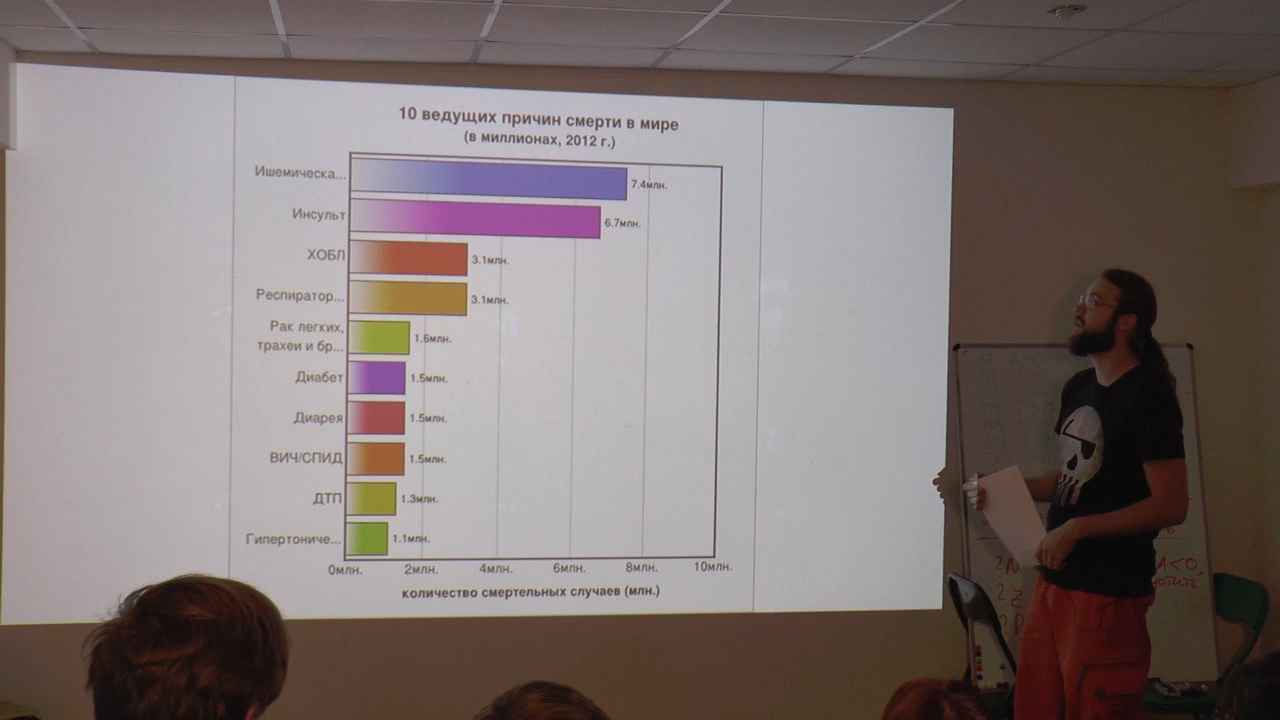 10 ведущих причин смерти в мире
(в миллионах, 2012 г.)
Ишемическа... 7.4млн.
Инсульт 6.7млн.
ХОБЛ 3.1млн.
Респиратор... 3.1млн.
Рак легких,
трахеи и бр... 1.6млн.
Диабет 1.5млн.
Диарея 1.5млн.
ВИЧ/СПИД 1.5млн.
ДТП 1.3млн.
Гипертониче... 1.1млн.
0млн. 2млн. 4млн. 6млн. 8млн. 10млн.
количество смертельных случаев (млн.)
? N
? Z
? P